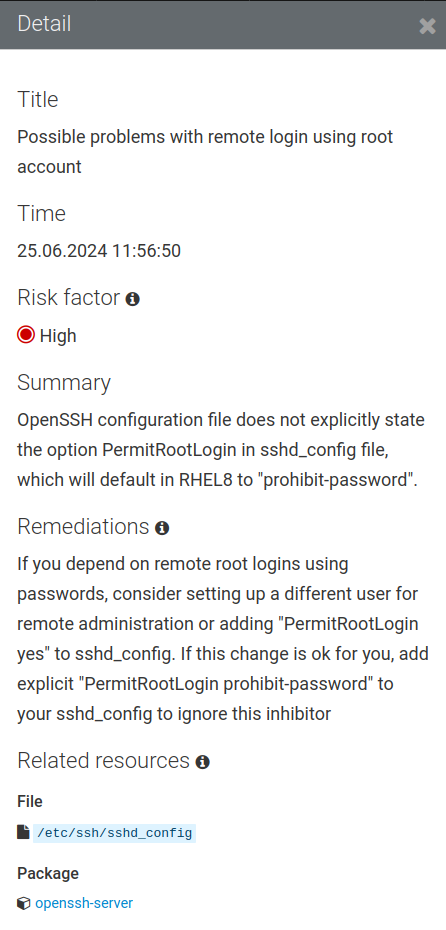 Detail
Title
Possible problems with remote login using root
account
Time
25.06.2024 11:56:50
Risk factor
High
Summary
OpenSSH configuration file does not explicitly state
the option PermitRootLogin in sshd_config file,
which will default in RHEL8 to "prohibit-password".
Remediations
If you depend on remote root logins using
passwords, consider setting up a different user for
remote administration or adding "PermitRootLogin
yes" to sshd_config. If this change is ok for you, add
explicit "PermitRootLogin prohibit-password" to
your sshd_config to ignore this inhibitor
Related resources
File
/etc/ssh/sshd_config
Package
openssh-server